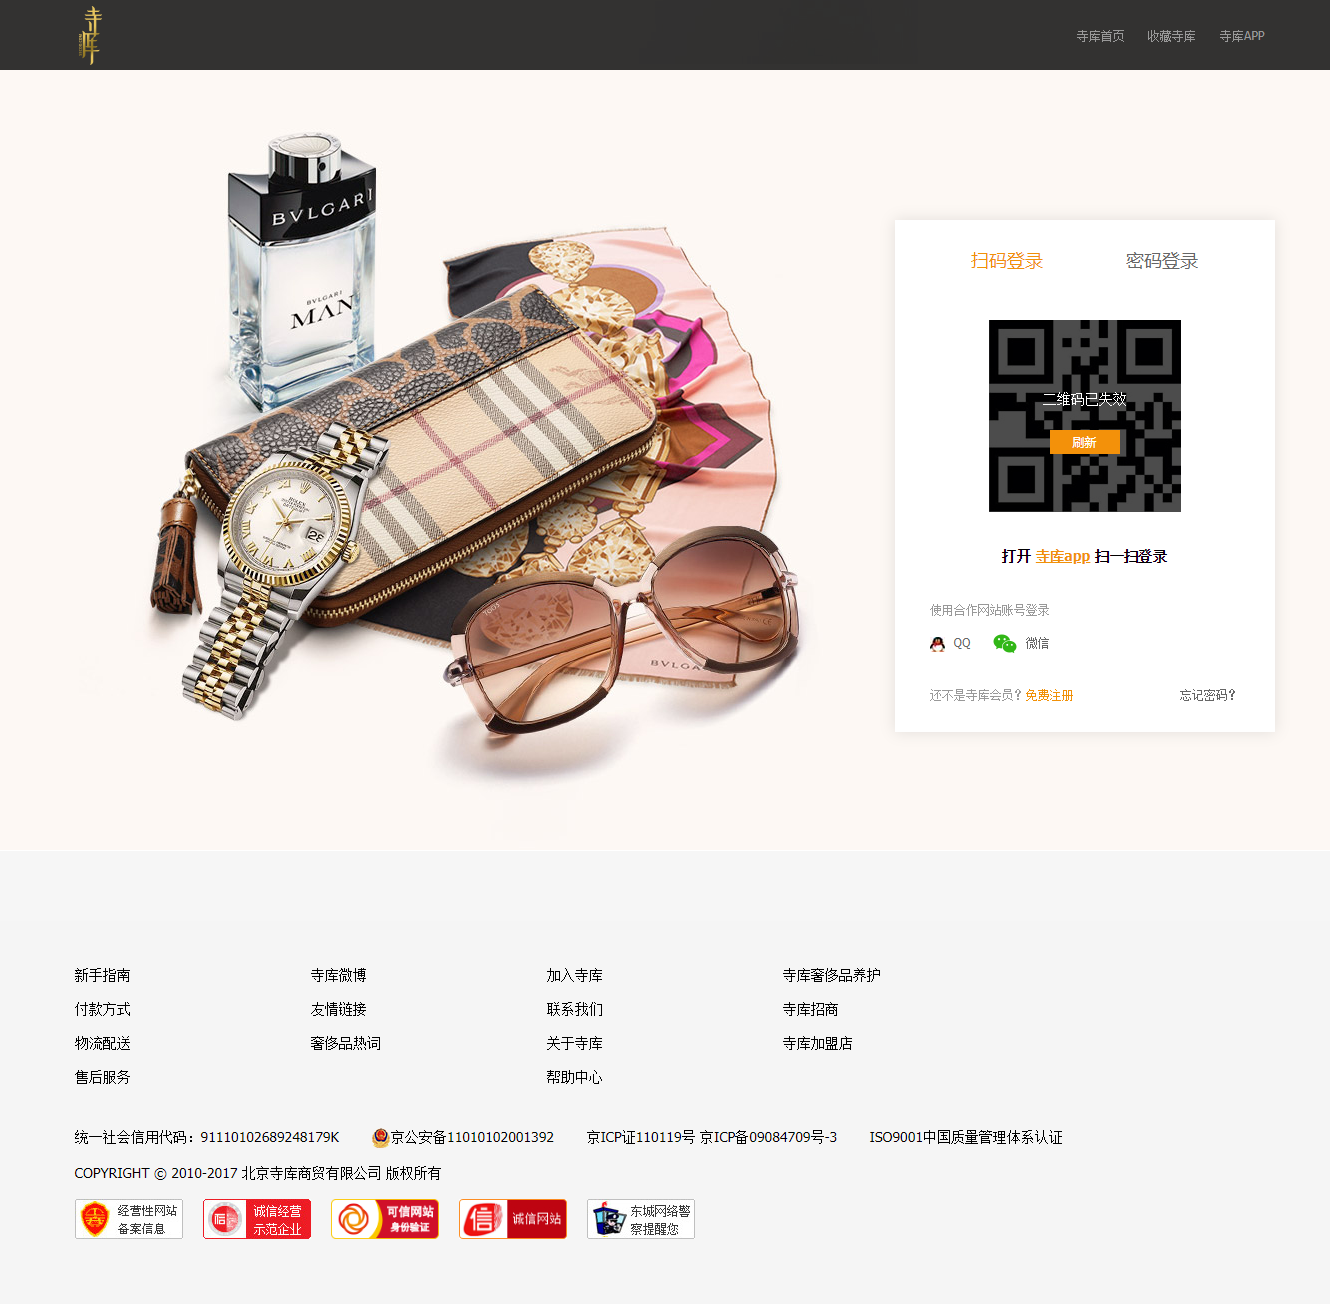 寺库
寺库首页 收藏寺库 寺库APP
BVLGARI
BVLGARI
MAN
扫码登录 密码登录
二维码已失效
刷新
打开 寺库app 扫一扫登录
使用合作网站账号登录
QQ 微信
还不是寺库会员？免费注册 忘记密码？
ROLEX
28
TODS
BVLGARI
新手指南 寺库微博 加入寺库 寺库奢侈品养护
付款方式 友情链接 联系我们 寺库招商
物流配送 奢侈品热词 关于寺库 寺库加盟店
售后服务 帮助中心
统一社会信用代码：91110102689248179K 京公安备11010102001392 京ICP证110119号 京ICP备09084709号-3 ISO9001中国质量管理体系认证
COPYRIGHT © 2010-2017 北京寺库商贸有限公司 版权所有
经营性网站 备案信息
信 诚信经营 示范企业
可信网站 身份验证
信 诚信网站
东城网络警 察提醒您